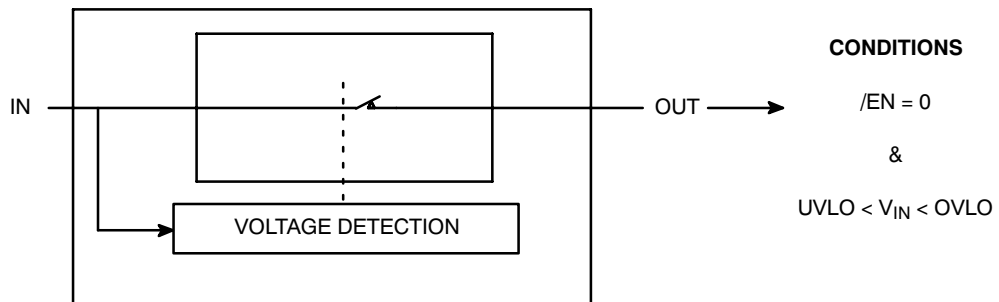 CONDITIONS
IN
OUT
/EN = 0
&
VOLTAGE DETECTION
UVLO < VIN < OVLO